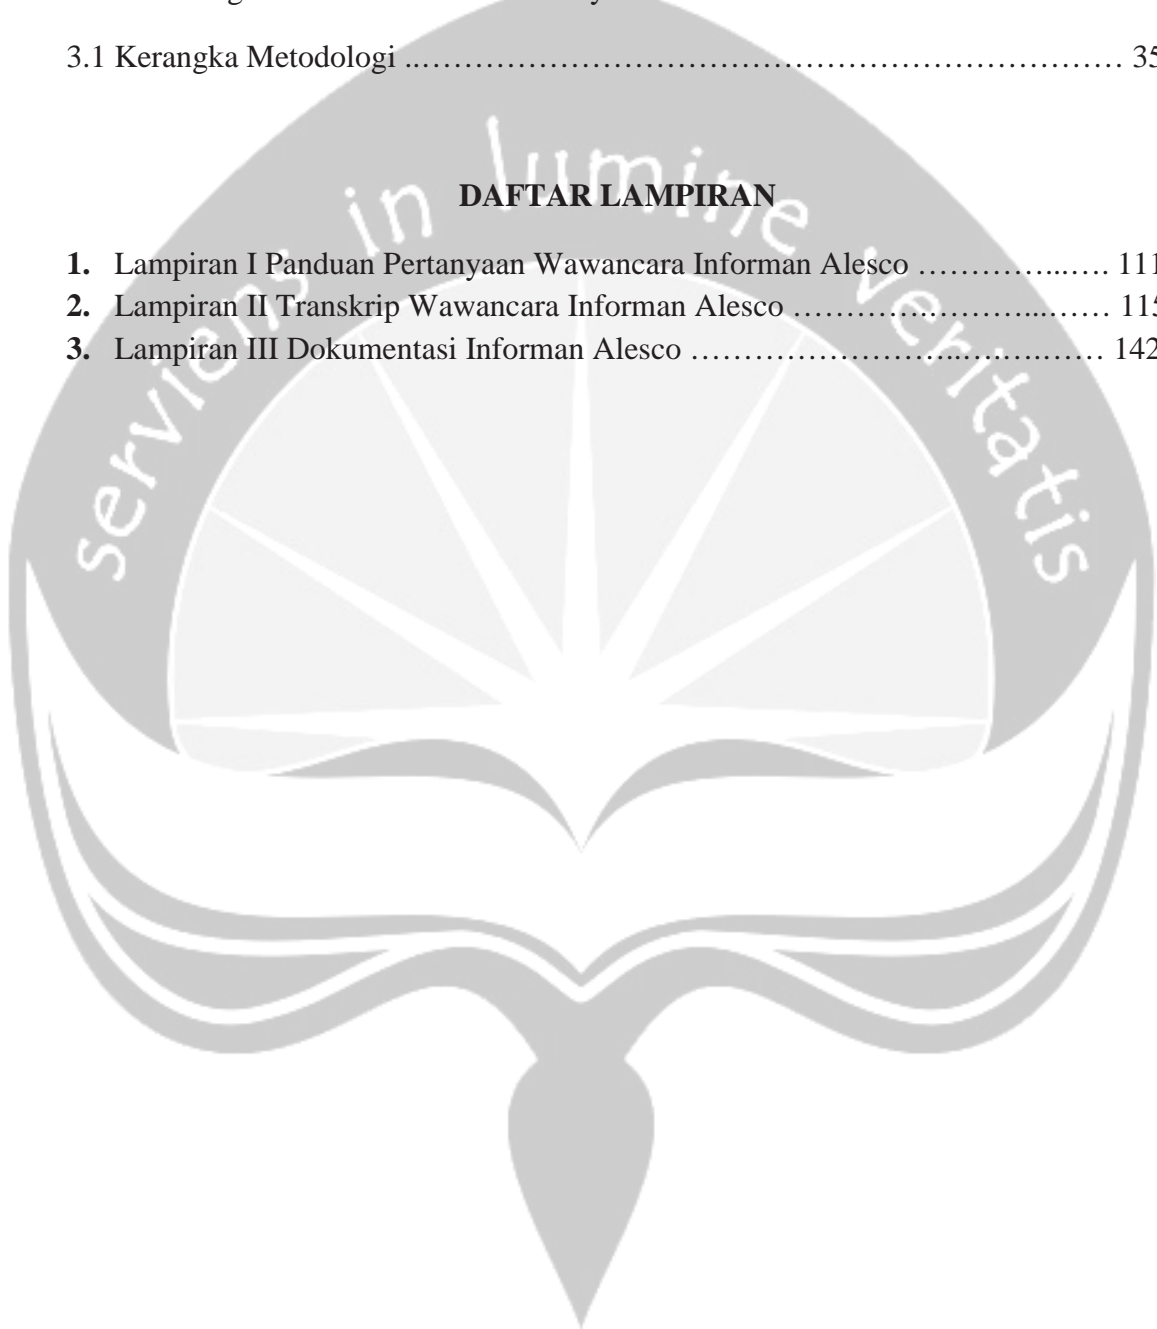 3.1 Kerangka Metodologi ..…………………………………………………………… 35
DAFTAR LAMPIRAN
1. Lampiran I Panduan Pertanyaan Wawancara Informan Alesco …………...…. 111
2. Lampiran II Transkrip Wawancara Informan Alesco …………………...…… 115
3. Lampiran III Dokumentasi Informan Alesco …………………….….….…… 142
serviens in lumine veritatis